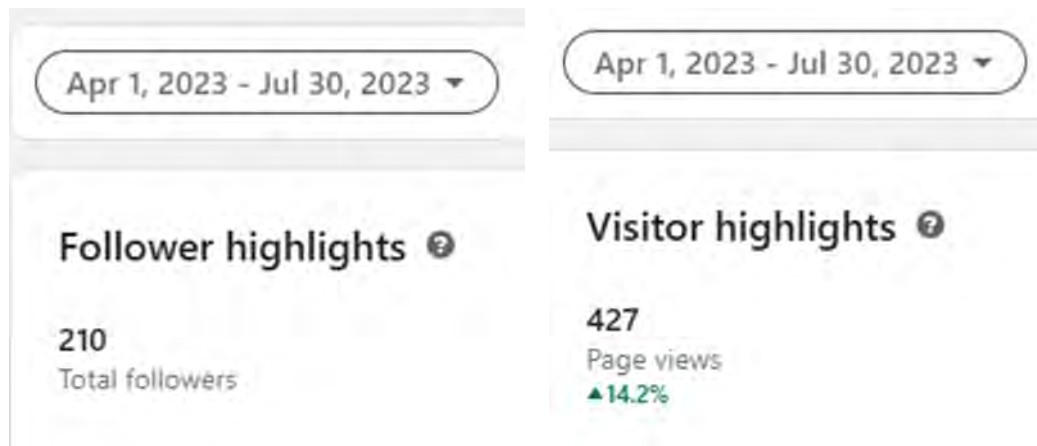 Apr 1, 2023 - Jul 30, 2023
Follower highlights
210
Total followers
Apr 1, 2023 - Jul 30, 2023
Visitor highlights
427
Page views
▲14.2%